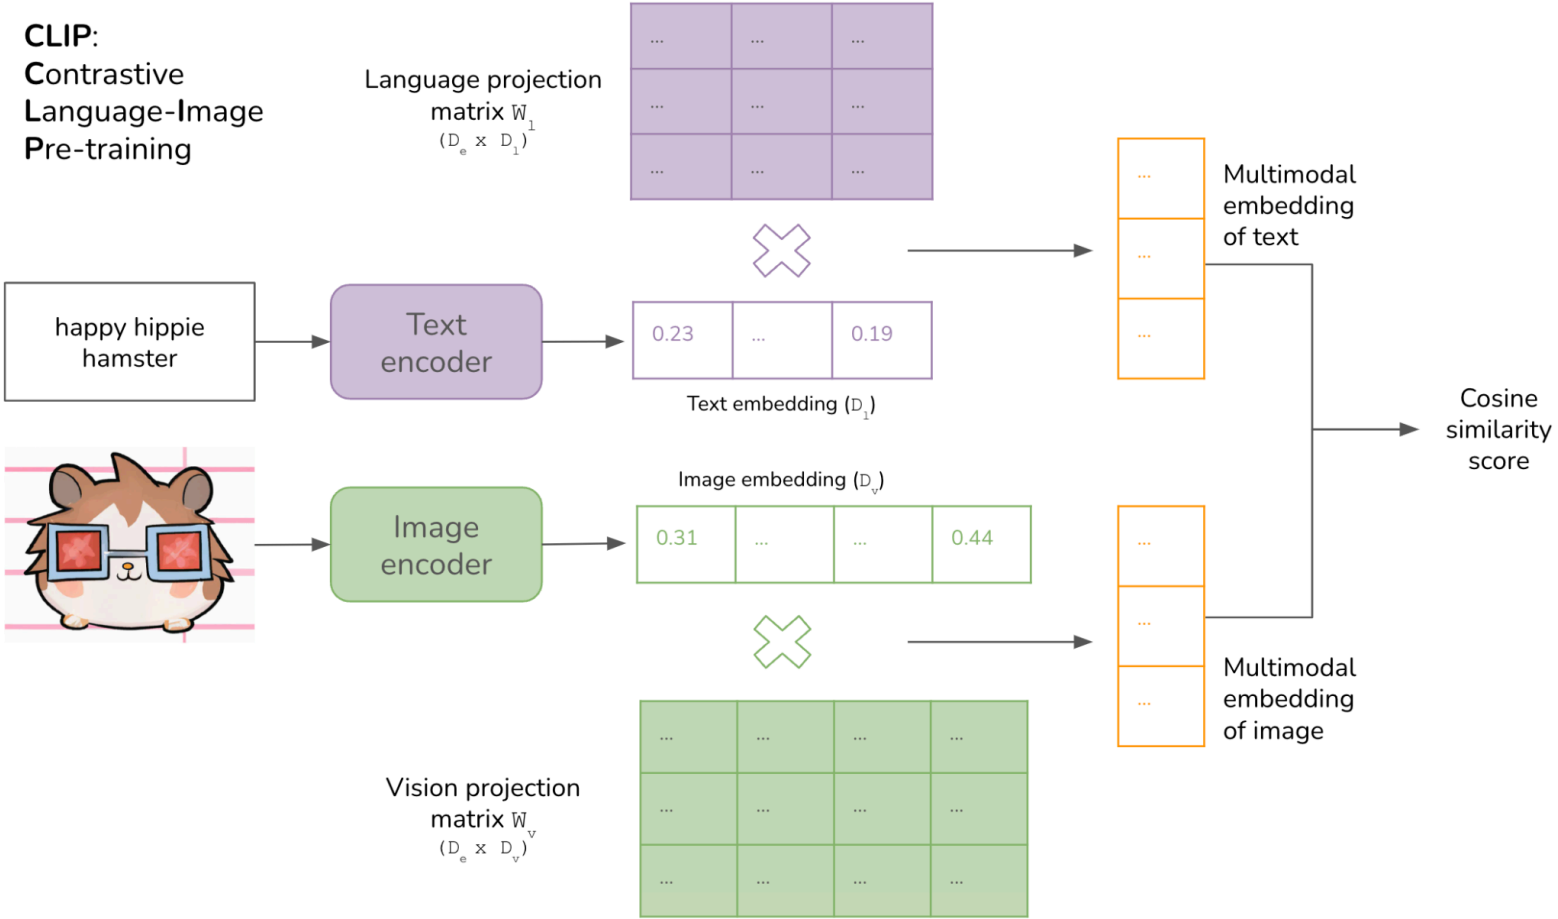 CLIP:
Contrastive
Language-Image
Pre-training
Language projection
matrix W_l
(D_e x D_l)
... ... ...
... ... ...
... ... ...
happy hippie
hamster
Text
encoder
0.23 ... 0.19
Text embedding (D_l)
...
...
...
Multimodal
embedding
of text
Cosine
similarity
score
Image
encoder
Image embedding (D_v)
0.31 ... ... 0.44
...
...
...
Multimodal
embedding
of image
Vision projection
matrix W_v
(D_e x D_v)
... ... ... ...
... ... ... ...
... ... ... ...